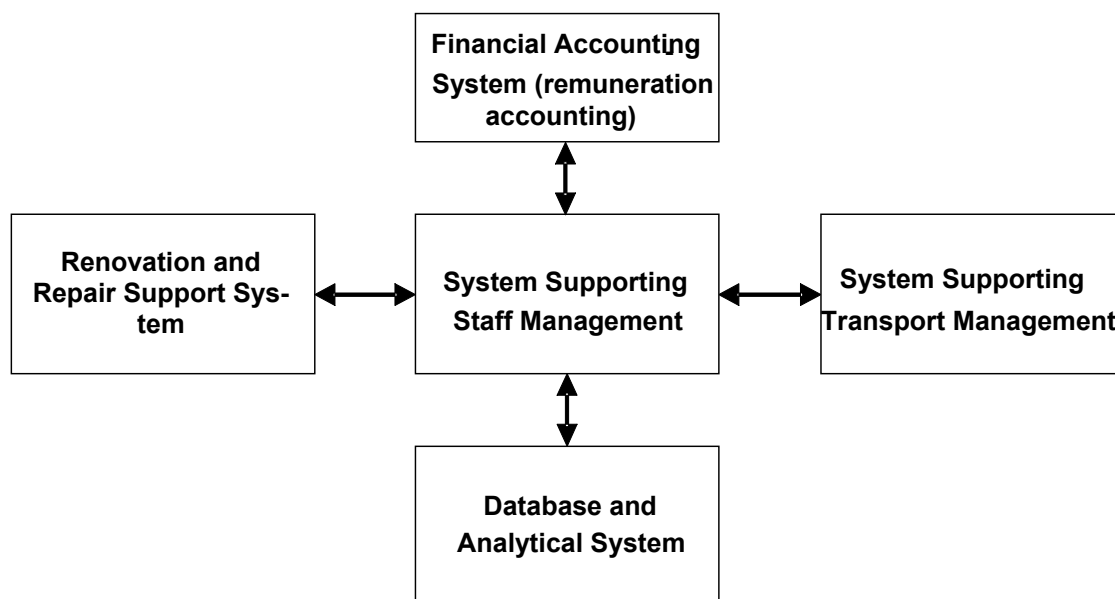 Financial Accounting
System (remuneration
accounting)
Renovation and
Repair Support Sys-
tem
System Supporting
Staff Management
System Supporting
Transport Management
Database and
Analytical System